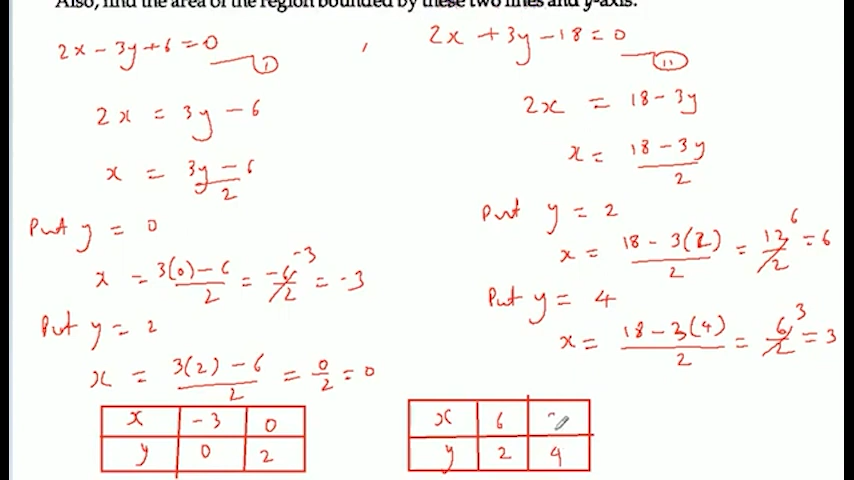 Also, find the area of the region bounded by these two lines and y-axis.
2x - 3y + 6 = 0 (i) , 2x + 3y - 18 = 0 (ii)
2x = 3y - 6
x = 3y - 6 / 2
Put y = 0
x = 3(0) - 6 / 2 = -6/2 -3 = -3
Put y = 2
x = 3(2) - 6 / 2 = 0/2 = 0
x -3 0
y 0 2
2x = 18 - 3y
x = 18 - 3y / 2
Put y = 2
x = 18 - 3(2) / 2 = 12/2 6 = 6
Put y = 4
x = 18 - 3(4) / 2 = 6/2 3 = 3
x 6
y 2 4